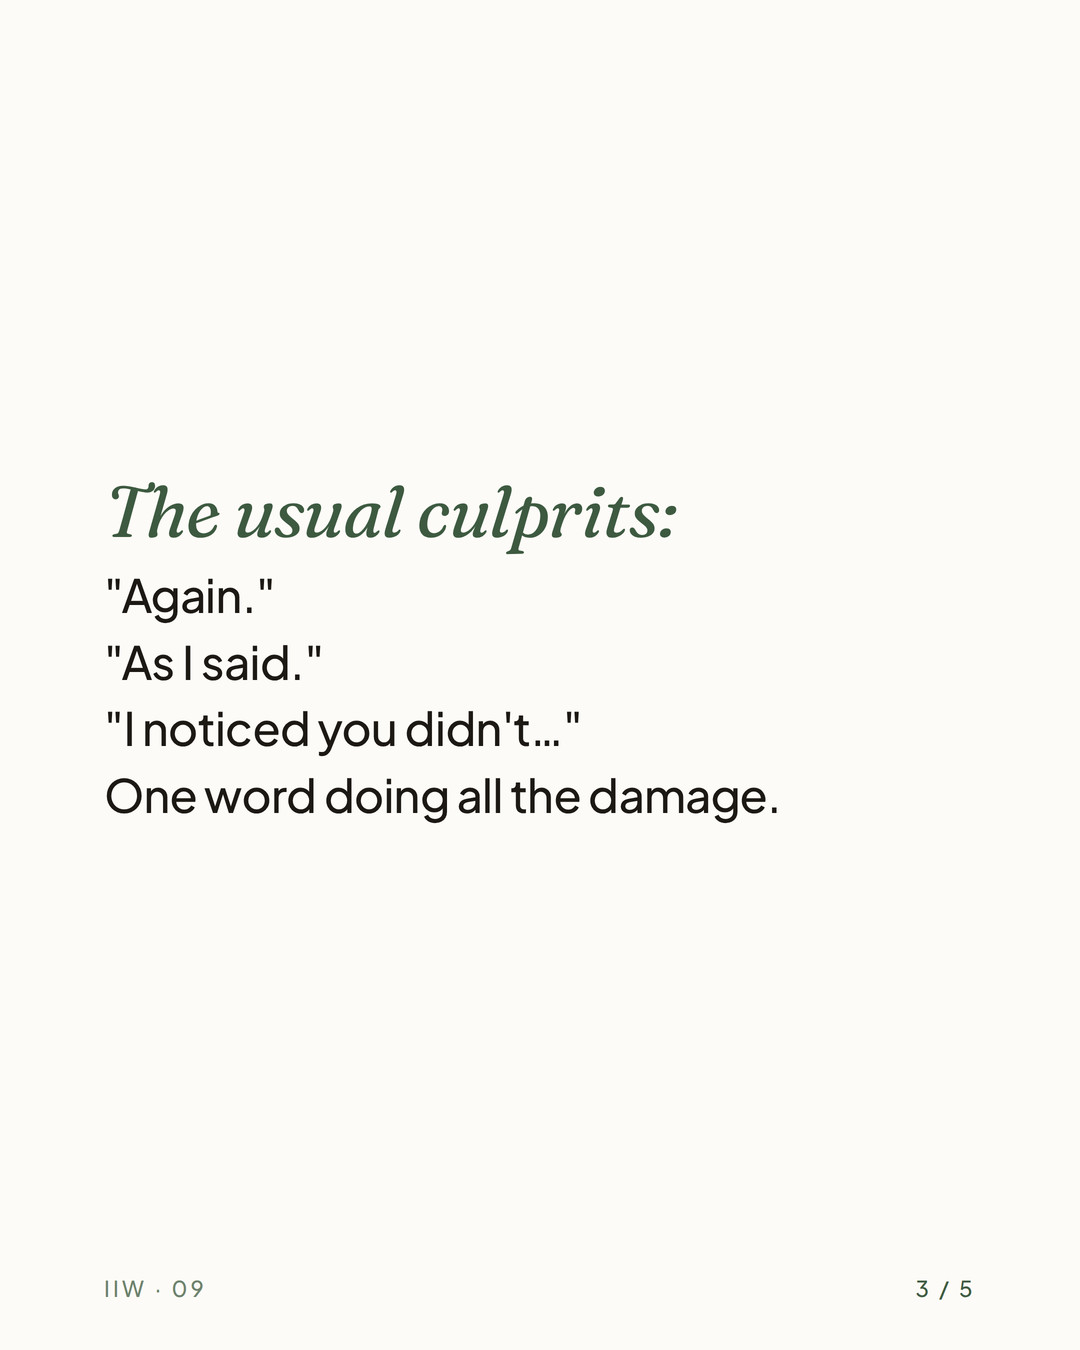 The usual culprits:
"Again."
"As I said."
"I noticed you didn't…"
One word doing all the damage.
IIW · 09
3 / 5